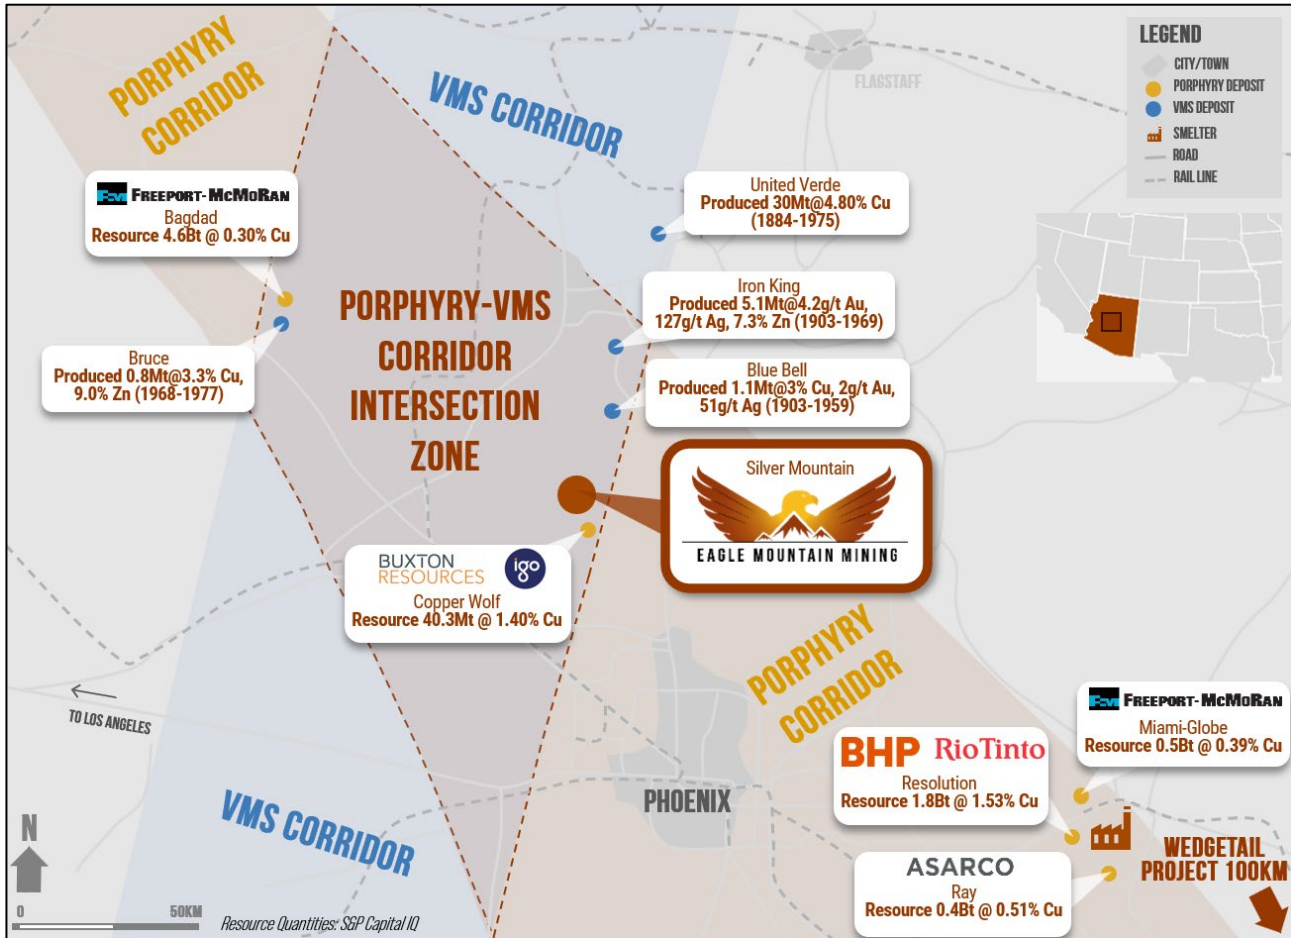 PORPHYRY
CORRIDOR
VMS CORRIDOR
FLAGSTAFF
LEGEND
CITY/TOWN
PORPHYRY DEPOSIT
VMS DEPOSIT
SMELTER
ROAD
RAIL LINE
FCX FREEPORT-MCMORAN
Bagdad
Resource 4.6Bt @ 0.30% Cu
United Verde
Produced 30Mt@4.80% Cu
(1884-1975)
PORPHYRY-VMS
CORRIDOR
INTERSECTION
ZONE
Iron King
Produced 5.1Mt@4.2g/t Au,
127g/t Ag, 7.3% Zn (1903-1969)
Bruce
Produced 0.8Mt@3.3% Cu,
9.0% Zn (1968-1977)
Blue Bell
Produced 1.1Mt@3% Cu, 2g/t Au,
51g/t Ag (1903-1959)
Silver Mountain
EAGLE MOUNTAIN MINING
BUXTON
RESOURCES
igo
Copper Wolf
Resource 40.3Mt @ 1.40% Cu
PORPHYRY
CORRIDOR
TO LOS ANGELES
FCX FREEPORT-MCMORAN
Miami-Globe
Resource 0.5Bt @ 0.39% Cu
BHP RioTinto
Resolution
Resource 1.8Bt @ 1.53% Cu
PHOENIX
VMS CORRIDOR
WEDGETAIL
PROJECT 100KM
ASARCO
Ray
Resource 0.4Bt @ 0.51% Cu
N
0 50KM
Resource Quantities: S&P Capital IQ